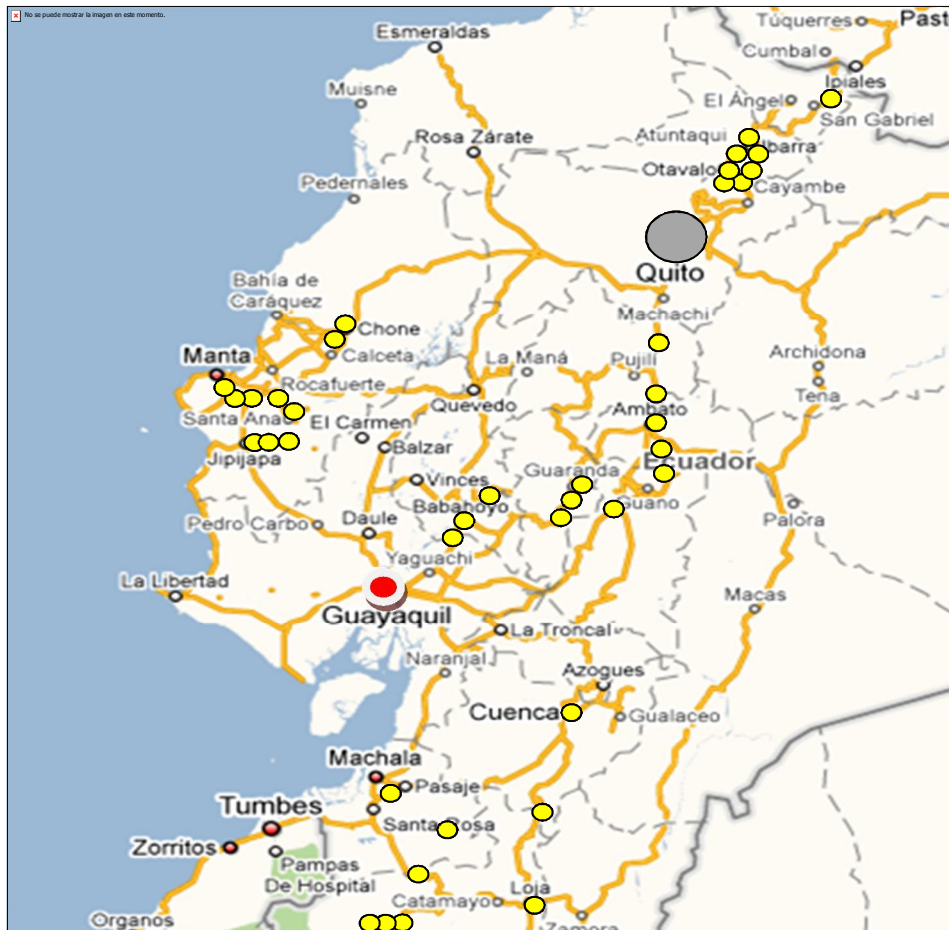 No se puede mostrar la imagen en este momento.
Túquerres
Past
Esmeraldas
Cumbal
Ipiales
Muisne
El Ángel
San Gabriel
Rosa Zárate
Atuntaqui
Ibarra
Otavalo
Pedernales
Cayambe
Quito
Bahía de
Caráquez
Machachi
Chone
Manta
Calceta
La Maná
Pujilí
Archidona
Rocafuerte
Tena
Quevedo
Ambato
Santa Ana
El Carmen
Balzar
Jipijapa
Ecuador
Guaranda
Vinces
Babahoyo
Guano
Pedro Carbo
Daule
Palora
Yaguachi
La Libertad
Macas
Guayaquil
La Troncal
Naranjal
Azogues
Cuenca
Gualaceo
Machala
Pasaje
Tumbes
Santa Rosa
Zorritos
Pampas
De Hospital
Loja
Catamayo
Organos
Zamora